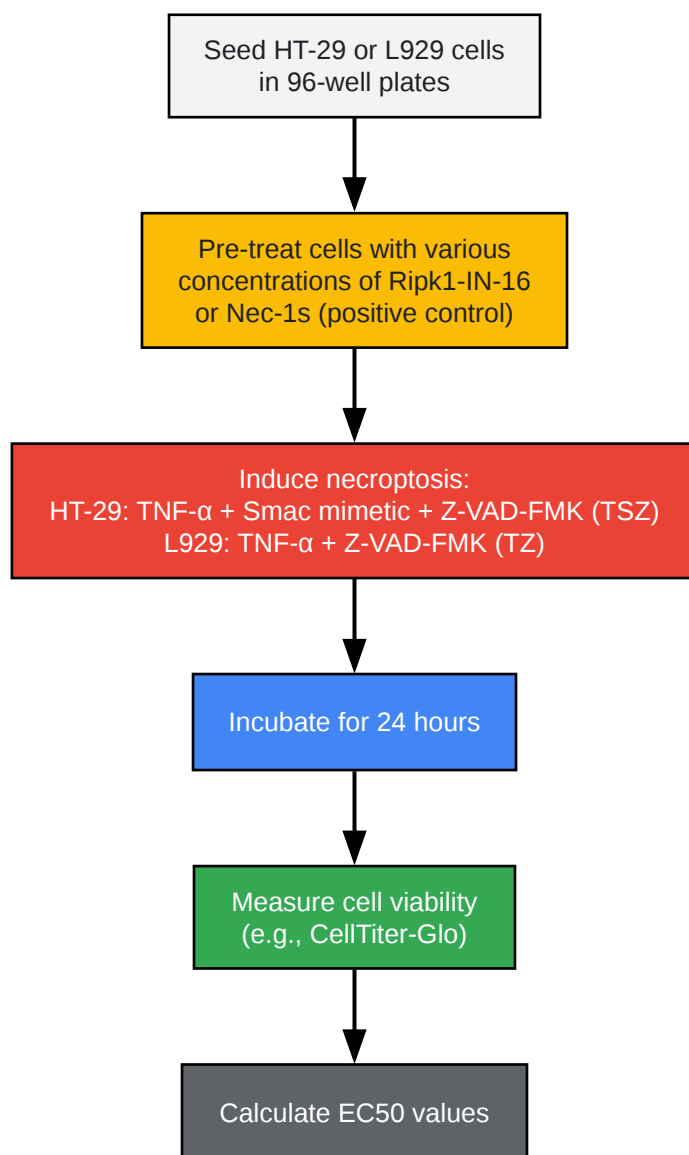 Seed HT-29 or L929 cells
in 96-well plates
Pre-treat cells with various
concentrations of Ripk1-IN-16
or Nec-1s (positive control)
Induce necroptosis:
HT-29: TNF-α + Smac mimetic + Z-VAD-FMK (TSZ)
L929: TNF-α + Z-VAD-FMK (TZ)
Incubate for 24 hours
Measure cell viability
(e.g., CellTiter-Glo)
Calculate EC50 values